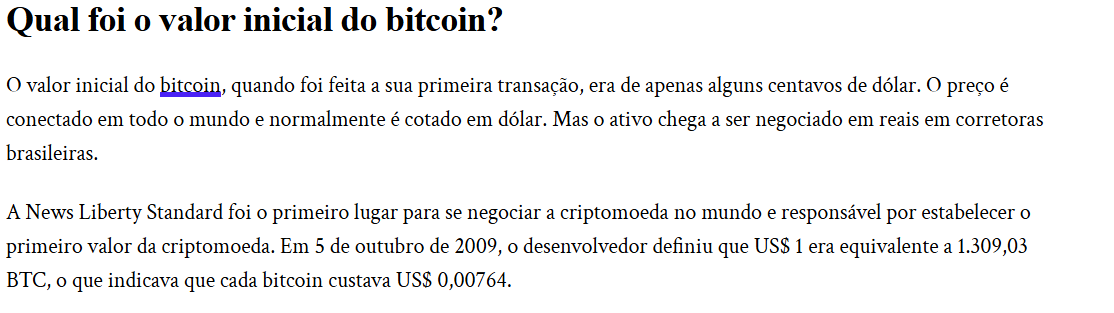 Qual foi o valor inicial do bitcoin?
O valor inicial do bitcoin, quando foi feita a sua primeira transação, era de apenas alguns centavos de dólar. O preço é
conectado em todo o mundo e normalmente é cotado em dólar. Mas o ativo chega a ser negociado em reais em corretoras
brasileiras.
A News Liberty Standard foi o primeiro lugar para se negociar a criptomoeda no mundo e responsável por estabelecer o
primeiro valor da criptomoeda. Em 5 de outubro de 2009, o desenvolvedor definiu que US$ 1 era equivalente a 1.309,03
BTC, o que indicava que cada bitcoin custava US$ 0,00764.